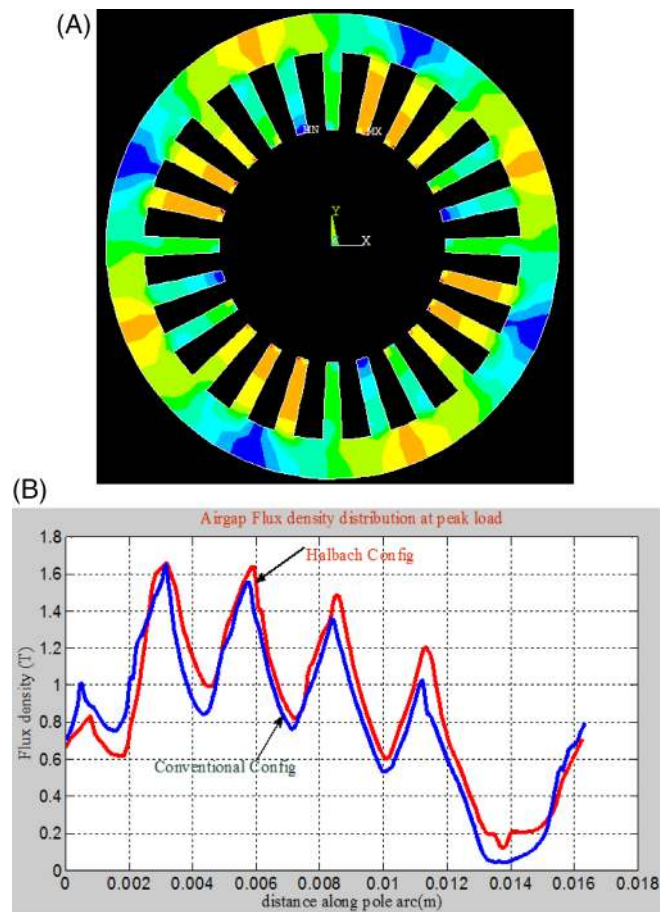 (A)
MN
MX
Y
X
(B)
Airgap Flux density distribution at peak load
Halbach Config
Conventional Config
Flux density (T)
1.8
1.6
1.4
1.2
1
0.8
0.6
0.4
0.2
0
0 0.002 0.004 0.006 0.008 0.01 0.012 0.014 0.016 0.018
distance along pole arc(m)